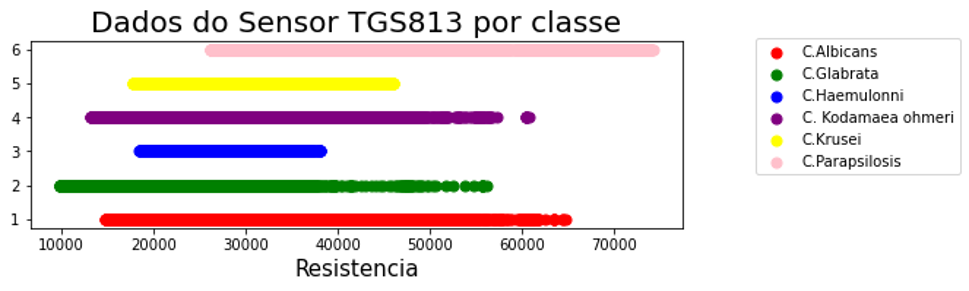 Dados do Sensor TGS813 por classe
6
5
4
3
2
1
10000 20000 30000 40000 50000 60000 70000
Resistencia
C.Albicans
C.Glabrata
C.Haemulonni
C. Kodamaea ohmeri
C.Krusei
C.Parapsilosis